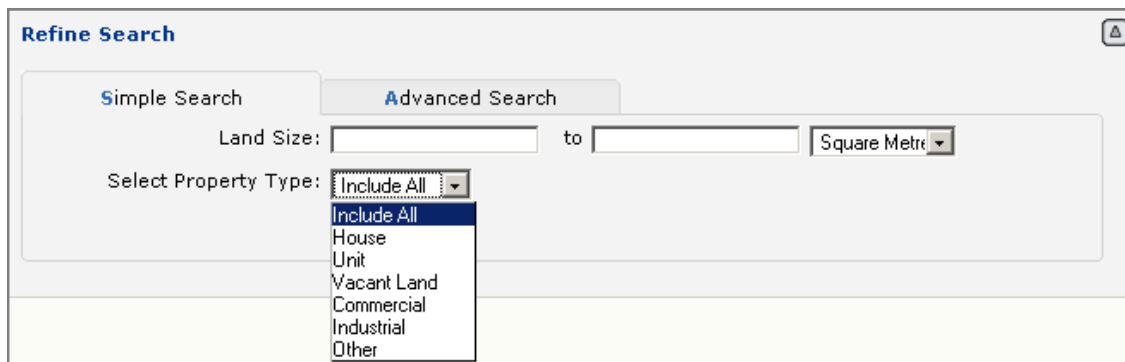 Refine Search
Simple Search Advanced Search
Land Size: to Square Metre
Select Property Type: Include All
Include All
House
Unit
Vacant Land
Commercial
Industrial
Other